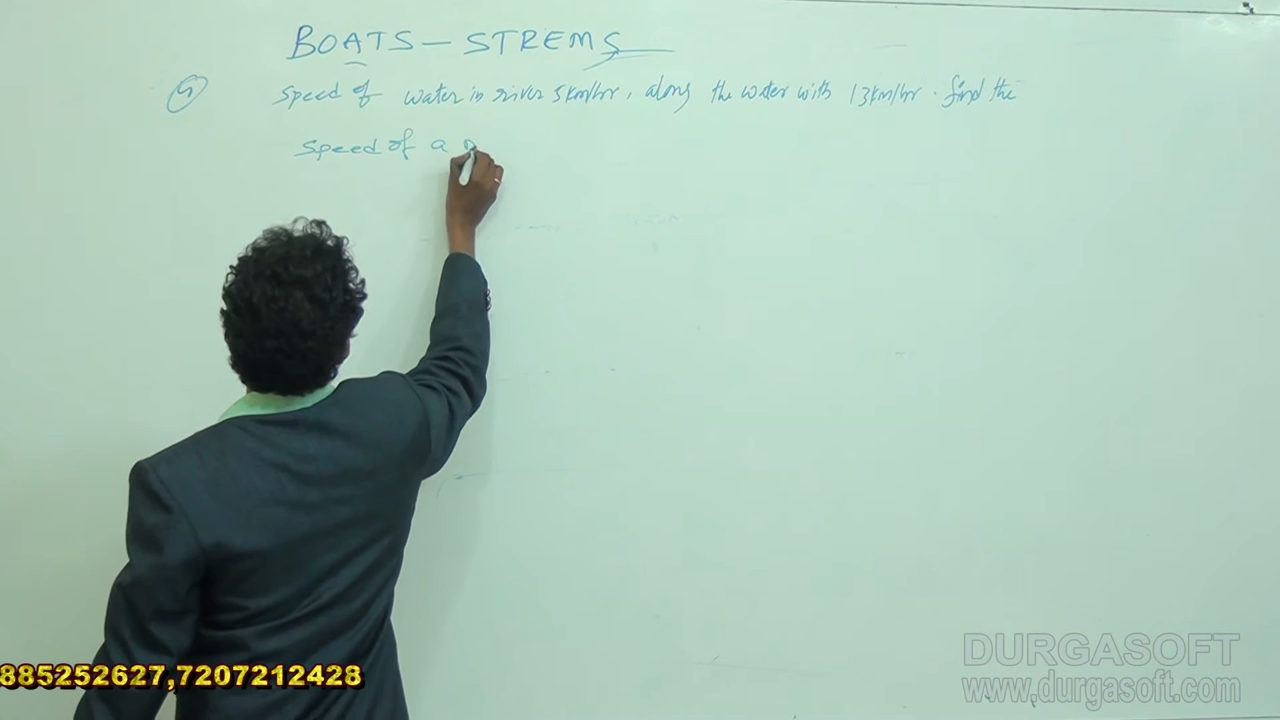 BOATS - STREMS
Speed of water in river 5km/hr, along the water with 13km/hr. find the
Speed of a
885252627,7207212428
DURGASOFT
www.durgasoft.com